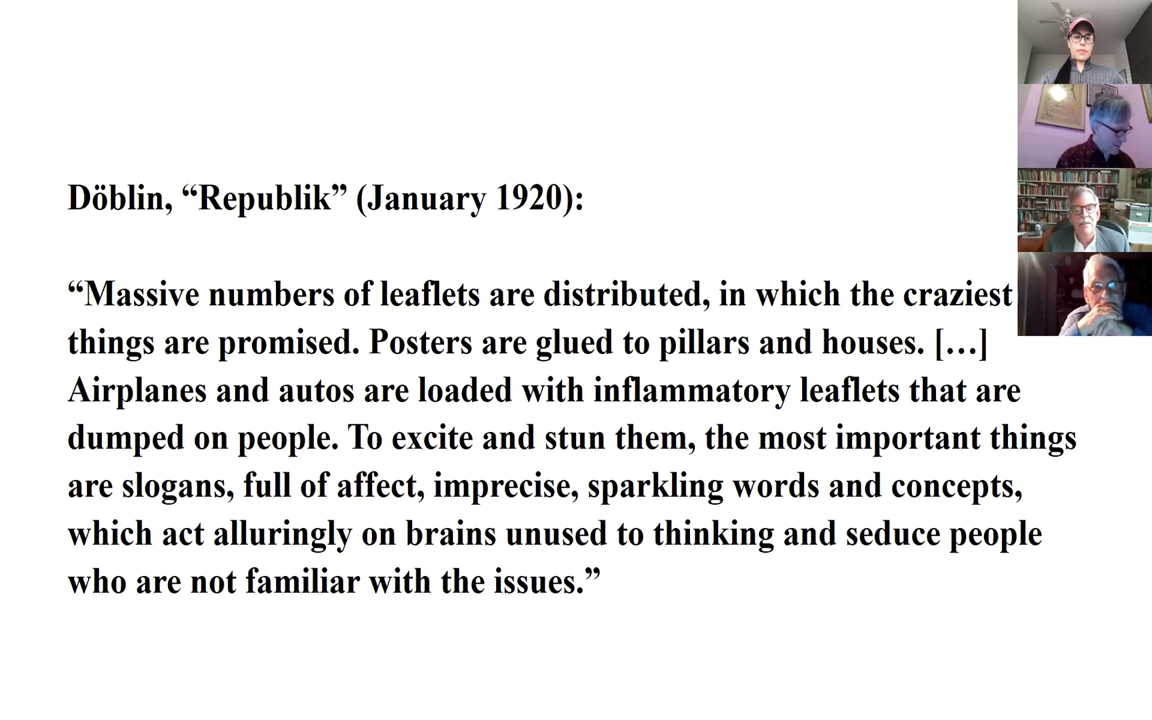 Döblin, “Republik” (January 1920):
“Massive numbers of leaflets are distributed, in which the craziest
things are promised. Posters are glued to pillars and houses. […]
Airplanes and autos are loaded with inflammatory leaflets that are
dumped on people. To excite and stun them, the most important things
are slogans, full of affect, imprecise, sparkling words and concepts,
which act alluringly on brains unused to thinking and seduce people
who are not familiar with the issues.”